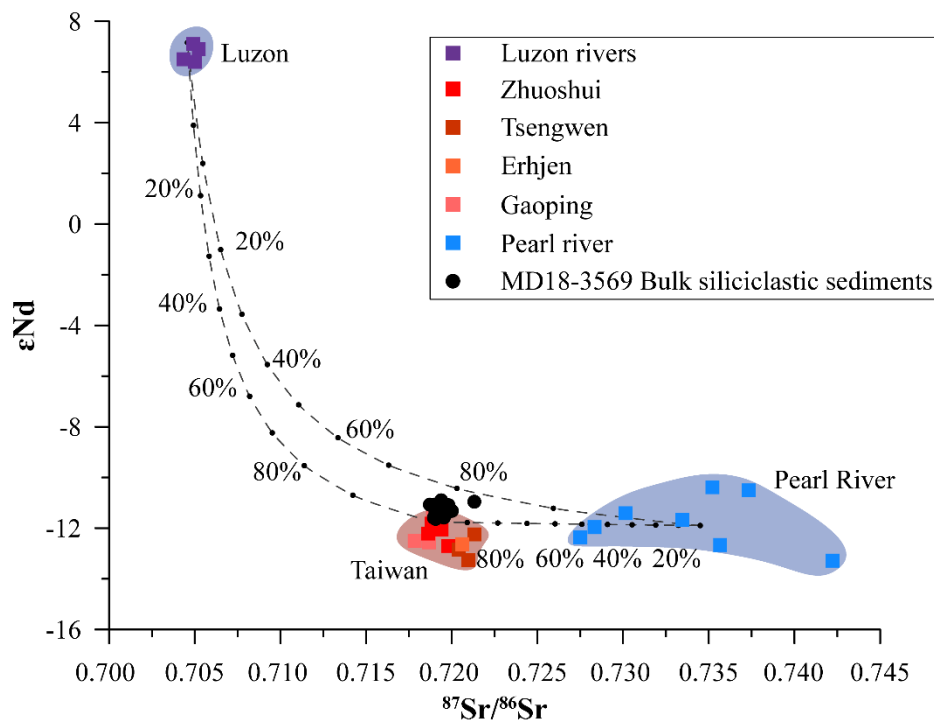 8
4
0
-4
-8
-12
-16
εNd
Luzon
Luzon rivers
Zhuoshui
Tsengwen
Erhjen
Gaoping
Pearl river
MD18-3569 Bulk siliciclastic sediments
20%
20%
40%
40%
60%
60%
80%
80%
Pearl River
Taiwan
80%
60%
40%
20%
0.700
0.705
0.710
0.715
0.720
0.725
0.730
0.735
0.740
0.745
⁸⁷Sr/⁸⁶Sr